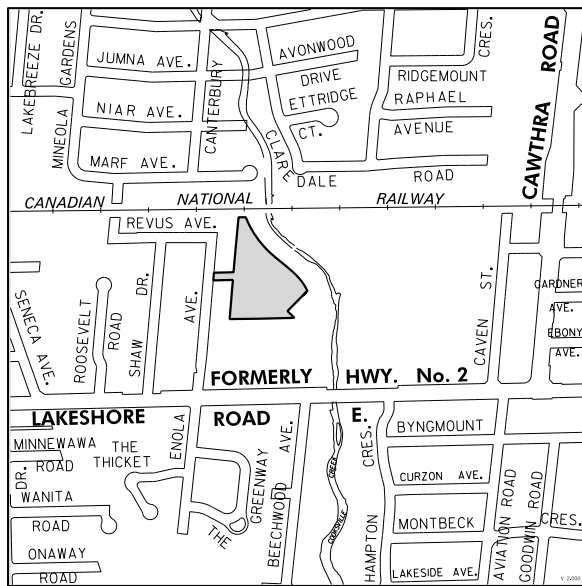 LAKEBREEZE DR.
GARDENS
MINEOLA
JUMNA AVE.
NIAR AVE.
MARF AVE.
CANTERBURY
AVONWOOD
DRIVE
ETTRIDGE
CT.
CLARE
DALE
ROAD
CRES.
RIDGEMOUNT
RAPHAEL
AVENUE
CAWTHRA ROAD
CANADIAN NATIONAL RAILWAY
REVUS AVE.
SENECA AVE.
ROOSEVELT
ROAD
SHAW DR.
AVE.
CAVEN ST.
GARDNER
AVE.
EBONY
AVE.
FORMERLY HWY. No. 2
LAKESHORE ROAD E.
MINNEWAWA
ROAD
DR.
WANITA
ROAD
ONAWAY
ROAD
THE
THICKET
ENOLA
THE
GREENWAY
BEECHWOOD AVE.
CREEK
COOKSVILLE
HAMPTON CRES.
BYNGMOUNT
CURZON AVE.
MONTBECK
CRES.
LAKESIDE AVE.
AVIATION ROAD
GOODWIN ROAD